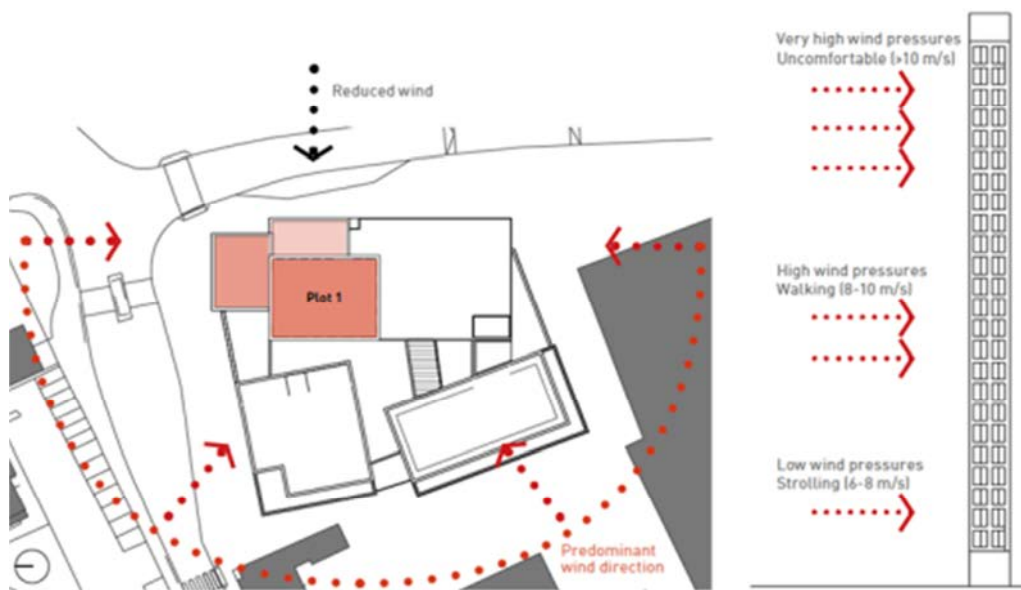 Reduced wind
Plot 1
Predominant
wind direction
Very high wind pressures
Uncomfortable (>10 m/s)
High wind pressures
Walking (8-10 m/s)
Low wind pressures
Strolling (6-8 m/s)